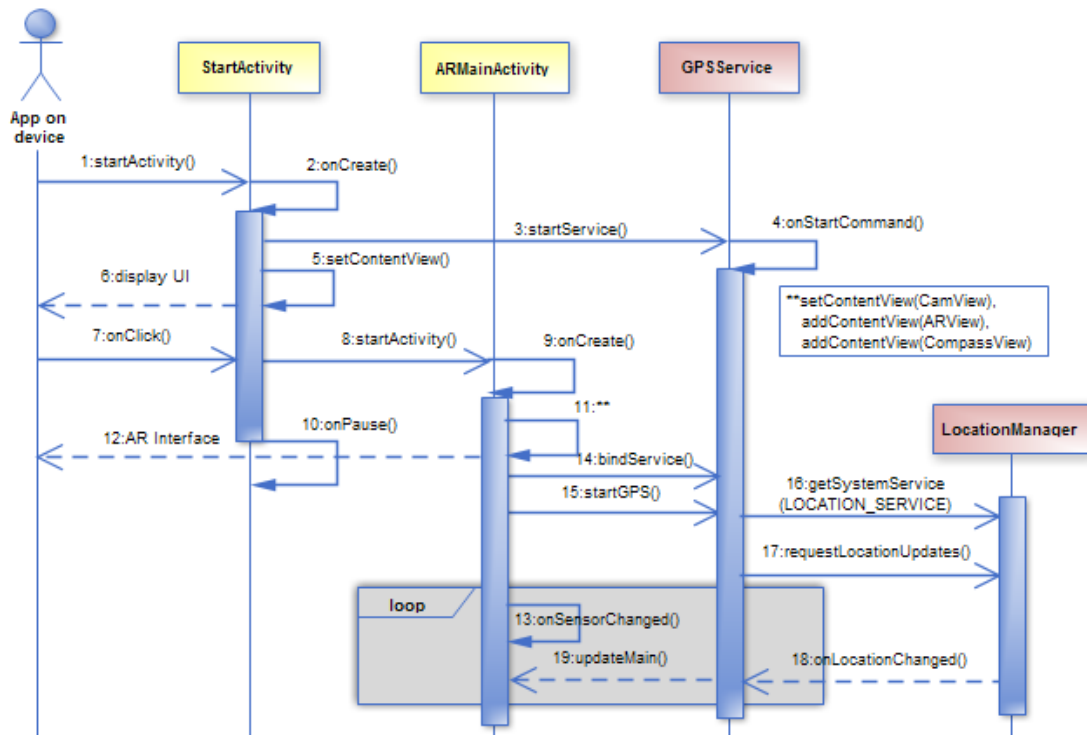 StartActivity
ARMainActivity
GPSService
App on
device
1:startActivity()
2:onCreate()
3:startService()
4:onStartCommand()
5:setContentView()
6:display UI
**setContentView(CamView),
addContentView(ARView),
addContentView(CompassView)
7:onClick()
8:startActivity()
9:onCreate()
11:**
10:onPause()
12:AR Interface
LocationManager
14:bindService()
15:startGPS()
16:getSystemService
(LOCATION_SERVICE)
17:requestLocationUpdates()
loop
13:onSensorChanged()
19:updateMain()
18:onLocationChanged()